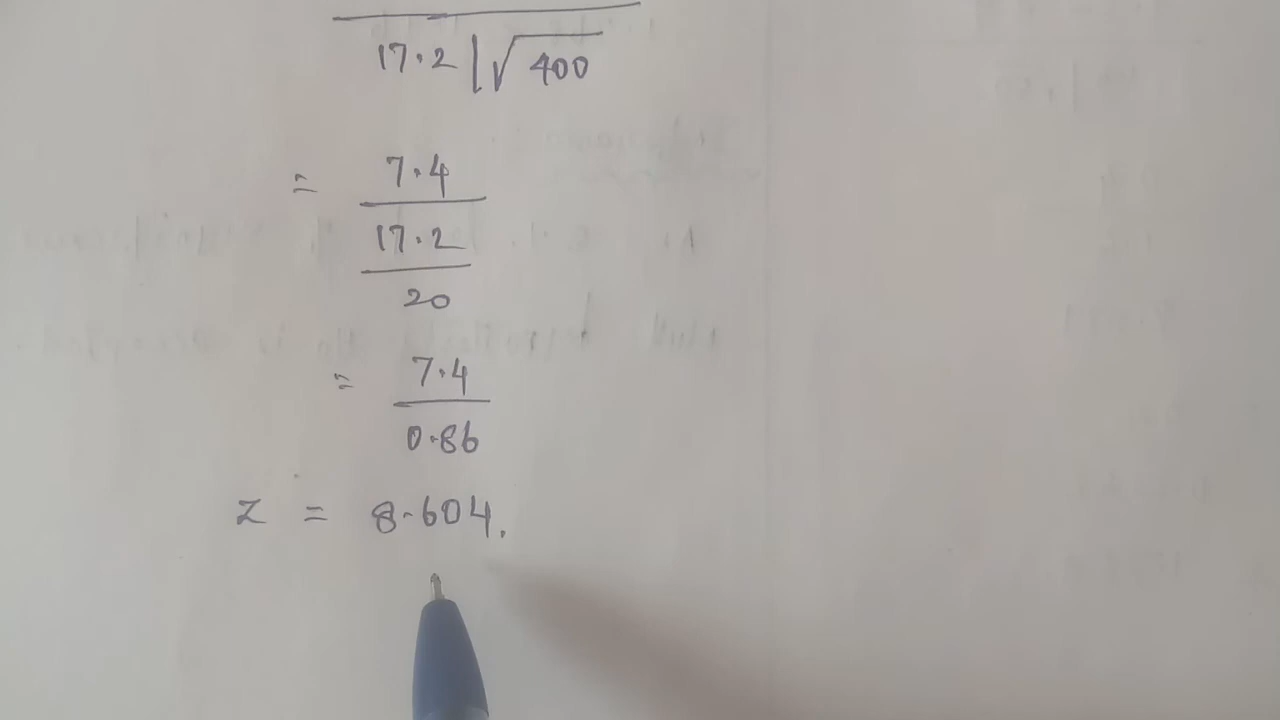 17.2 | √400
= 7.4
17.2
20
= 7.4
0.86
Z = 8.604.